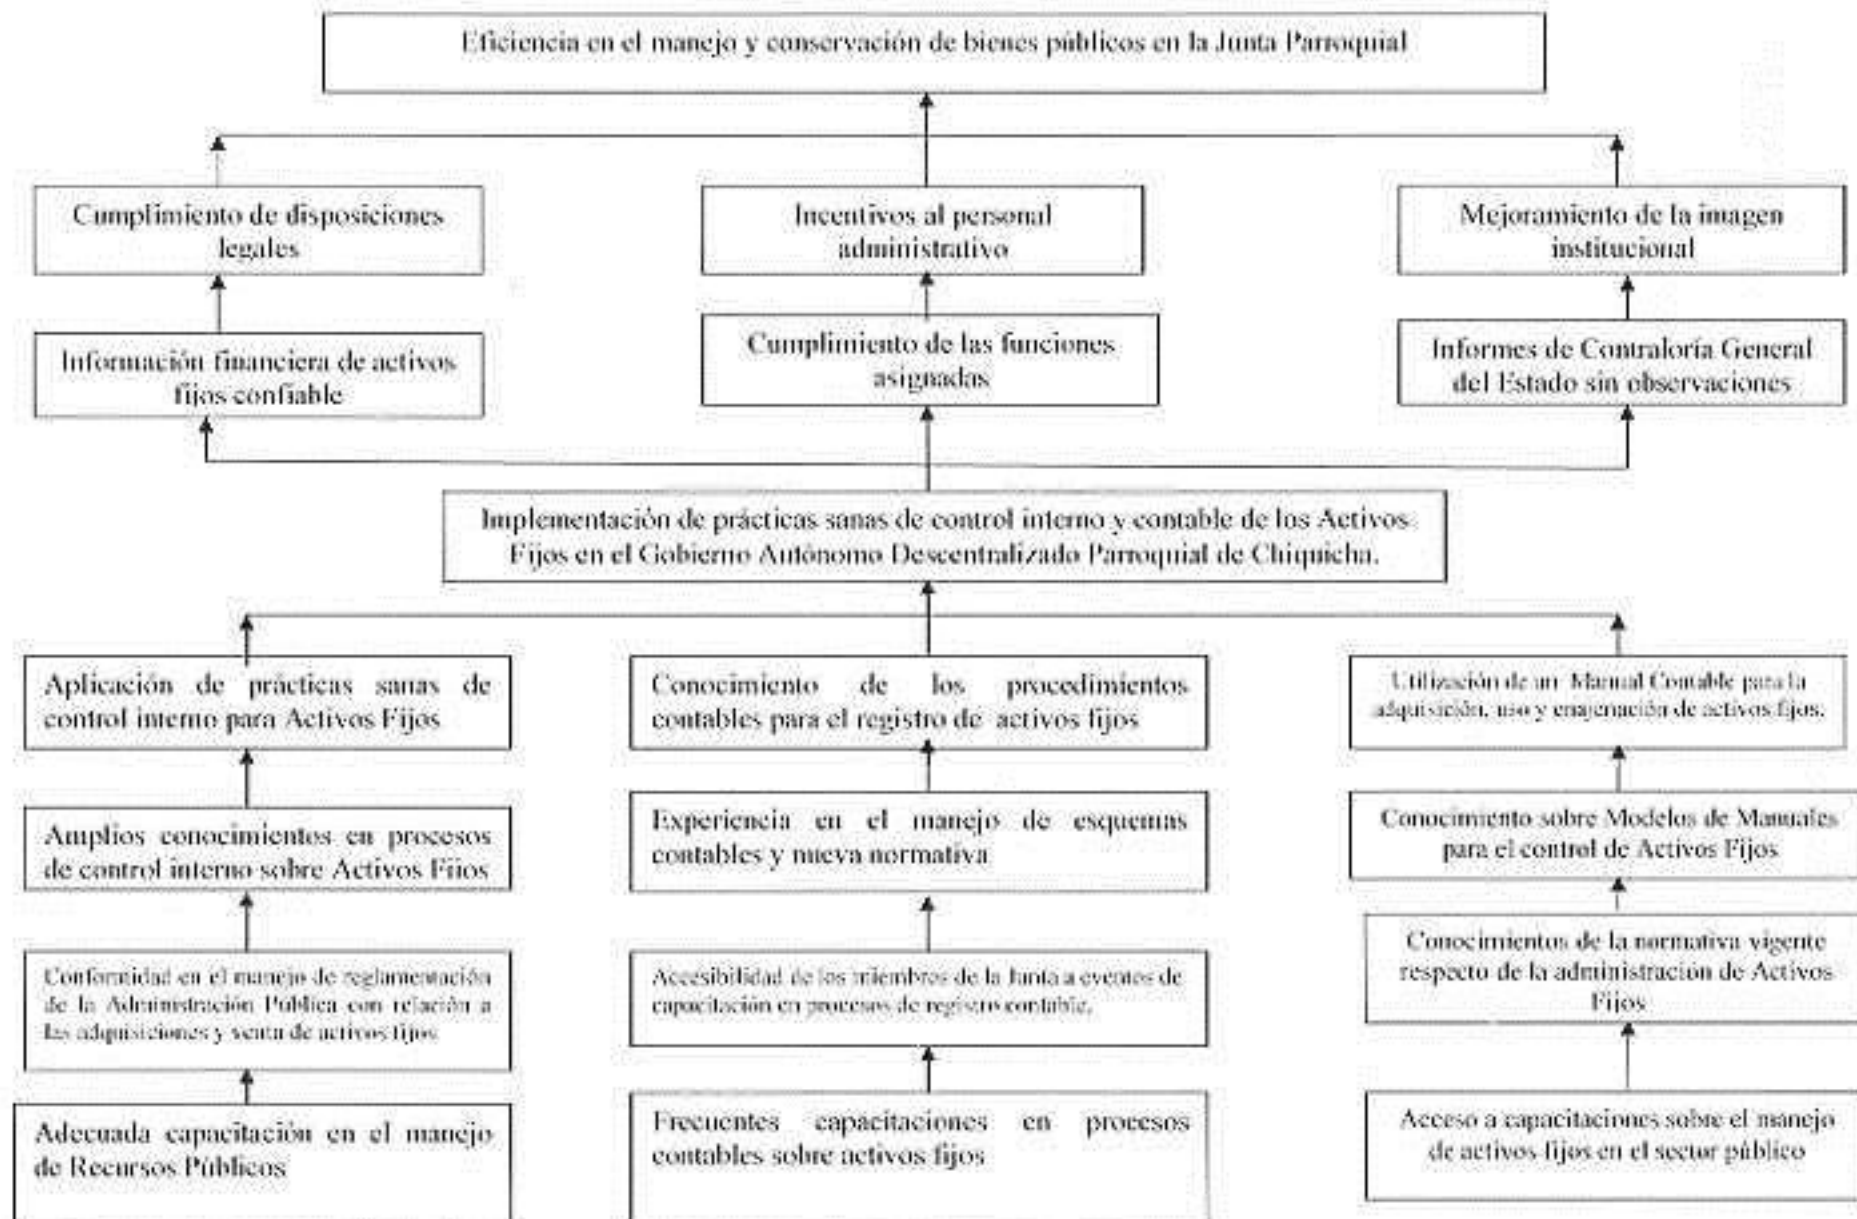 Eficiencia en el manejo y conservación de bienes públicos en la Junta Parroquial
Cumplimiento de disposiciones
legales
Incentivos al personal
administrativo
Mejoramiento de la imagen
institucional
Información financiera de activos
fijos confiable
Cumplimiento de las funciones
asignadas
Informes de Contraloría General
del Estado sin observaciones
Implementación de prácticas sanas de control interno y contable de los Activos
Fijos en el Gobierno Autónomo Descentralizado Parroquial de Chiquicha.
Aplicación de prácticas sanas de
control interno para Activos Fijos
Conocimiento de los procedimientos
contables para el registro de activos fijos
Utilización de un Manual Contable para la
adquisición, uso y enajenación de activos fijos.
Amplios conocimientos en procesos
de control interno sobre Activos Fijos
Experiencia en el manejo de esquemas
contables y nueva normativa
Conocimiento sobre Modelos de Manuales
para el control de Activos Fijos
Conformidad en el manejo de reglamentación
de la Administración Pública con relación a
las adquisiciones y venta de activos fijos
Accesibilidad de los miembros de la Junta a eventos de
capacitación en procesos de registro contable.
Conocimientos de la normativa vigente
respecto de la administración de Activos
Fijos
Adecuada capacitación en el manejo
de Recursos Públicos
Frecuentes capacitaciones en procesos
contables sobre activos fijos
Acceso a capacitaciones sobre el manejo
de activos fijos en el sector público